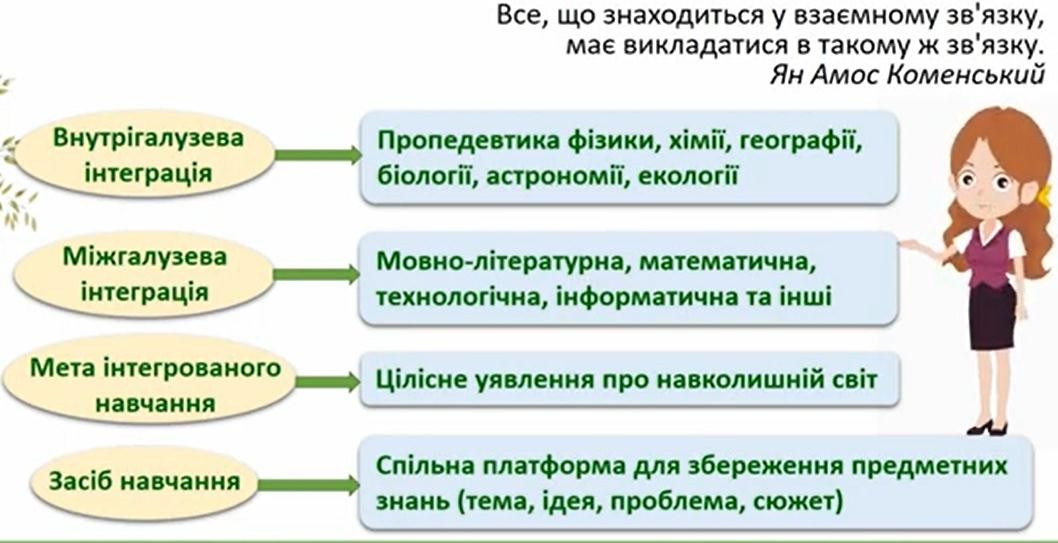 Все, що знаходиться у взаємному зв'язку,
має викладатися в такому ж зв'язку.
Ян Амос Коменський
Внутрігалузева
інтеграція
Пропедевтика фізики, хімії, географії,
біології, астрономії, екології
Міжгалузева
інтеграція
Мовно-літературна, математична,
технологічна, інформатична та інші
Мета інтегрованого
навчання
Цілісне уявлення про навколишній світ
Засіб навчання
Спільна платформа для збереження предметних
знань (тема, ідея, проблема, сюжет)